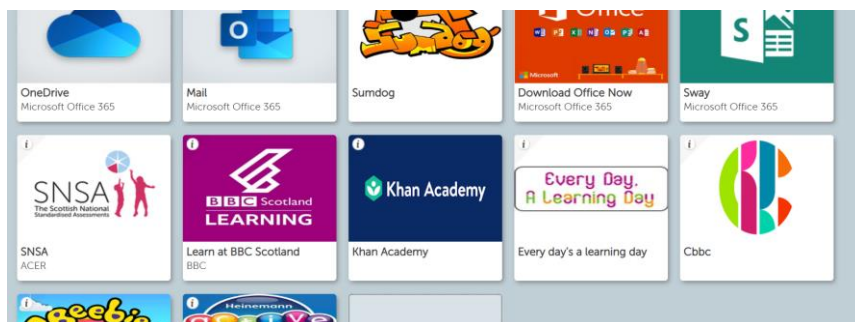 Office
Microsoft
OneDrive
Microsoft Office 365
Mail
Microsoft Office 365
Sumdog
Download Office Now
Microsoft Office 365
Sway
Microsoft Office 365
SNSA
The Scottish National
Standardised Assessments
SNSA
ACER
BBC Scotland
LEARNING
Learn at BBC Scotland
BBC
Khan Academy
Khan Academy
Every Day,
A Learning Day
Every day's a learning day
Cbbc
Heinemann